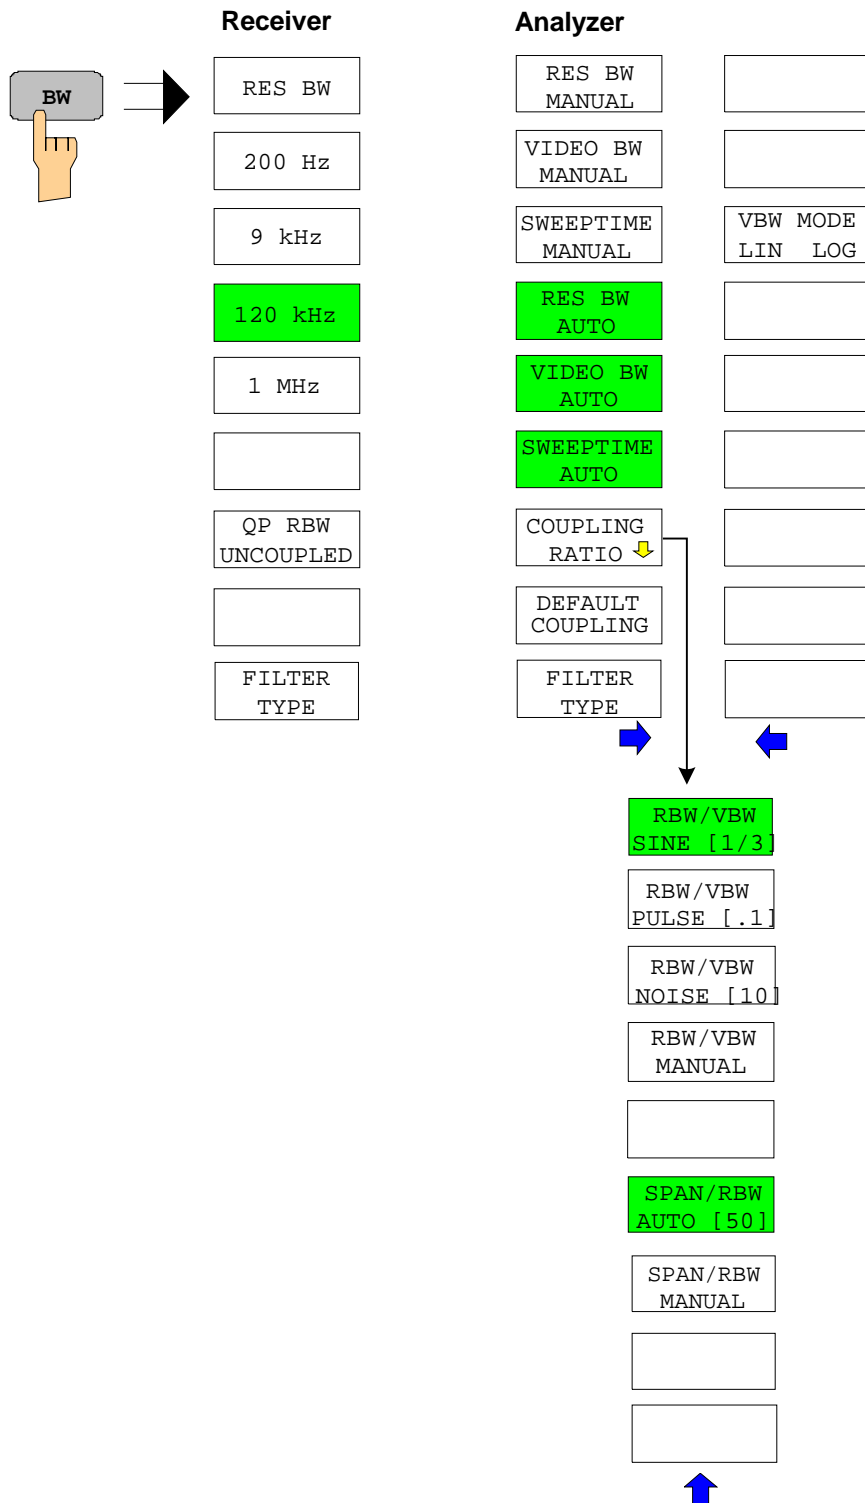 Receiver
Analyzer
BW
RES BW
200 Hz
9 kHz
120 kHz
1 MHz
QP RBW
UNCOUPLED
FILTER
TYPE
RES BW
MANUAL
VIDEO BW
MANUAL
SWEEPTIME
MANUAL
RES BW
AUTO
VIDEO BW
AUTO
SWEEPTIME
AUTO
COUPLING
RATIO
DEFAULT
COUPLING
FILTER
TYPE
VBW MODE
LIN LOG
RBW/VBW
SINE [1/3]
RBW/VBW
PULSE [.1]
RBW/VBW
NOISE [10]
RBW/VBW
MANUAL
SPAN/RBW
AUTO [50]
SPAN/RBW
MANUAL